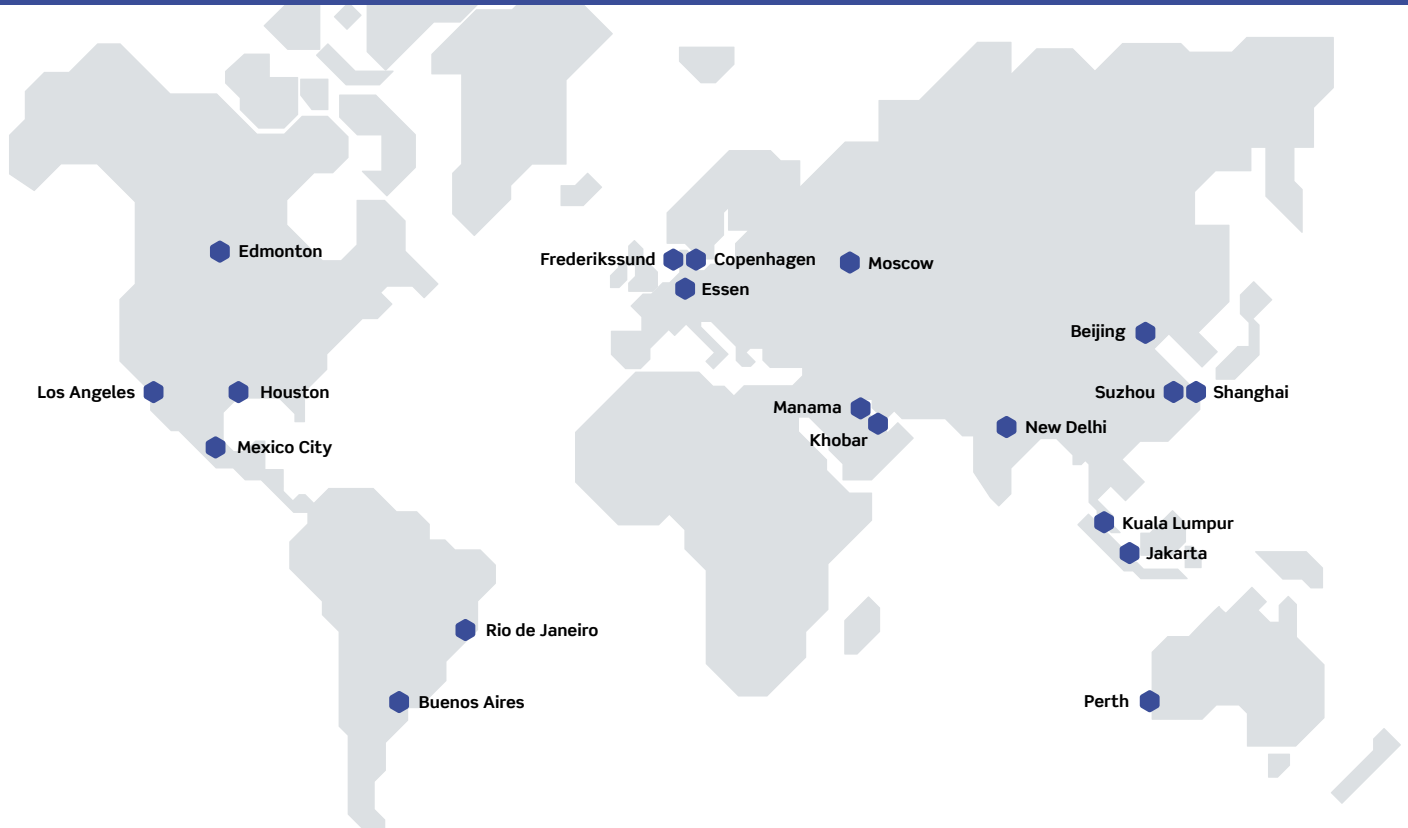 Edmonton
Frederikssund
Copenhagen
Moscow
Essen
Beijing
Los Angeles
Houston
Suzhou
Shanghai
Manama
New Delhi
Khobar
Mexico City
Kuala Lumpur
Jakarta
Rio de Janeiro
Buenos Aires
Perth